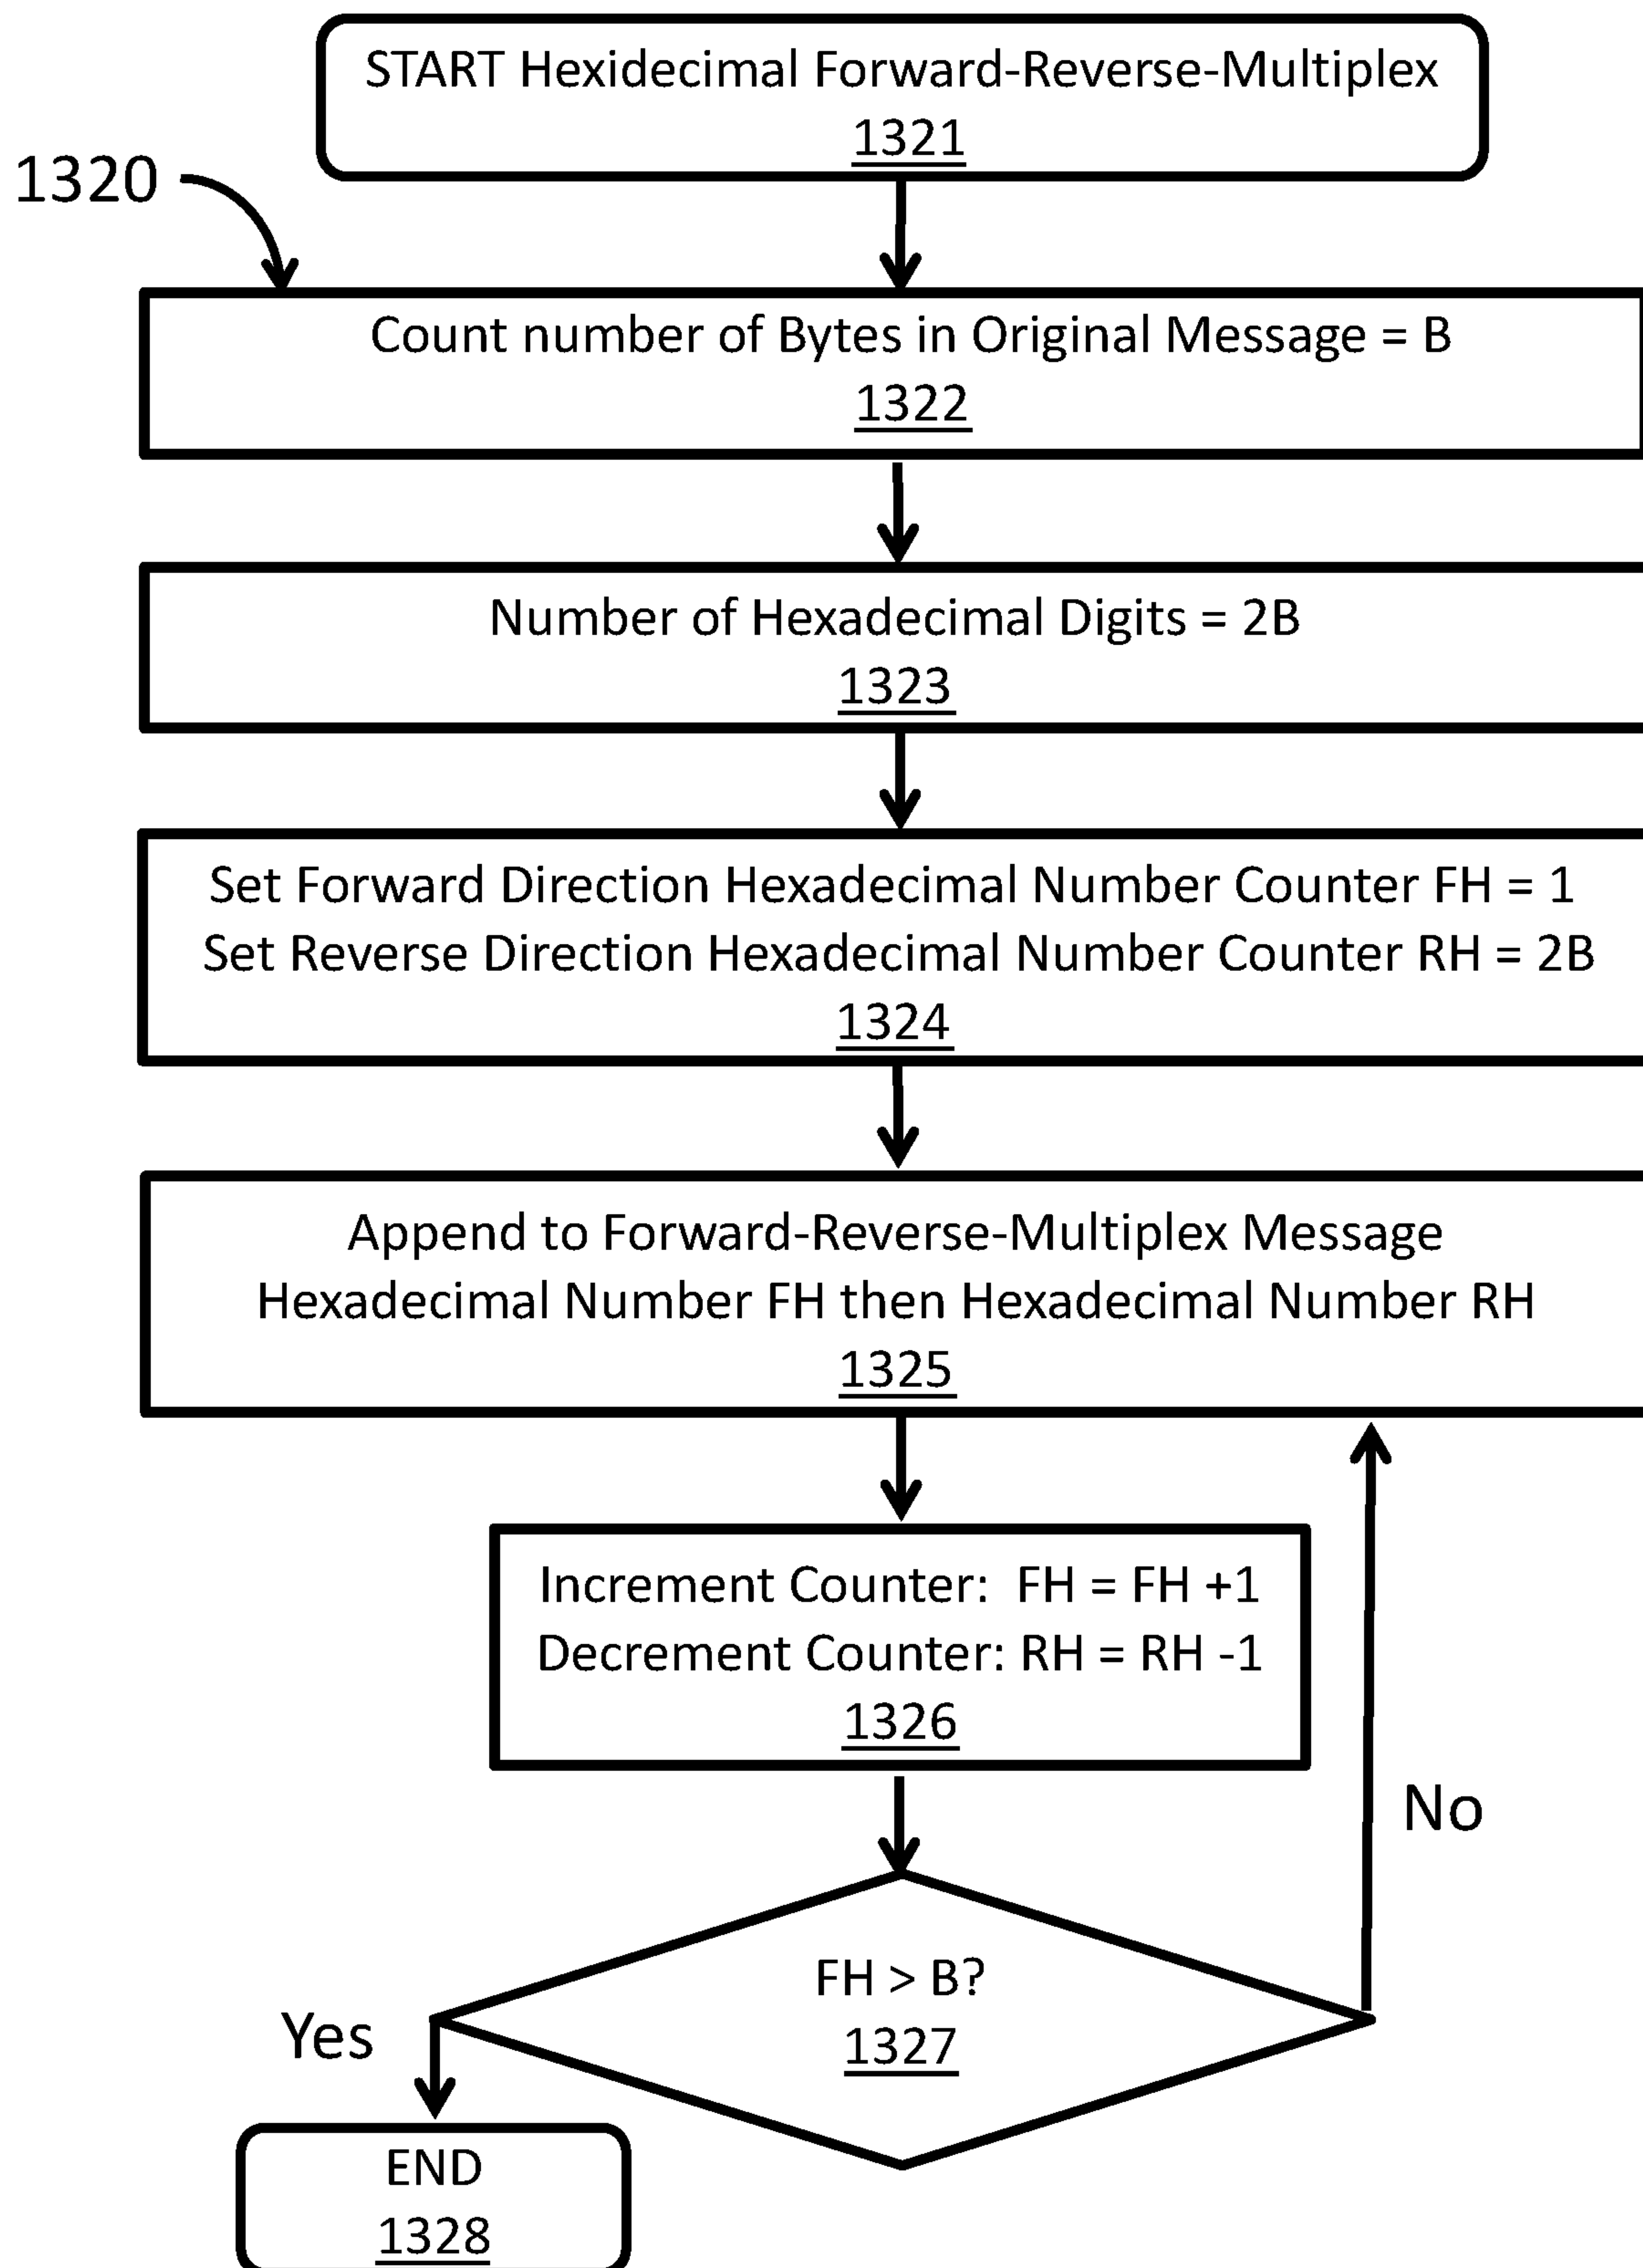 START Hexidecimal Forward-Reverse-Multiplex
1321
1320
Count number of Bytes in Original Message = B
1322
Number of Hexadecimal Digits = 2B
1323
Set Forward Direction Hexadecimal Number Counter FH = 1
Set Reverse Direction Hexadecimal Number Counter RH = 2B
1324
Append to Forward-Reverse-Multiplex Message
Hexadecimal Number FH then Hexadecimal Number RH
1325
Increment Counter:  FH = FH +1
Decrement Counter: RH = RH -1
1326
No
FH > B?
1327
Yes
END
1328